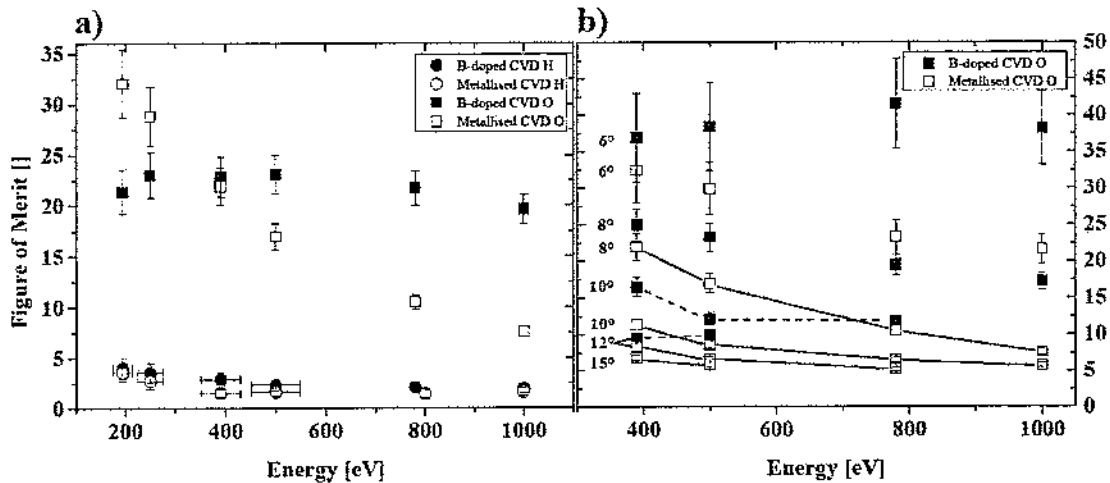 a)
35
30
25
20
15
10
5
0
Figure of Merit []
200
400
600
800
1000
Energy [eV]
B-doped CVD H
Metallised CVD H
B-doped CVD O
Metallised CVD O
b)
6º
6º
8º
8º
10º
10º
12º
15º
B-doped CVD O
Metallised CVD O
50
45
40
35
30
25
20
15
10
5
0
400
600
800
1000
Energy [eV]